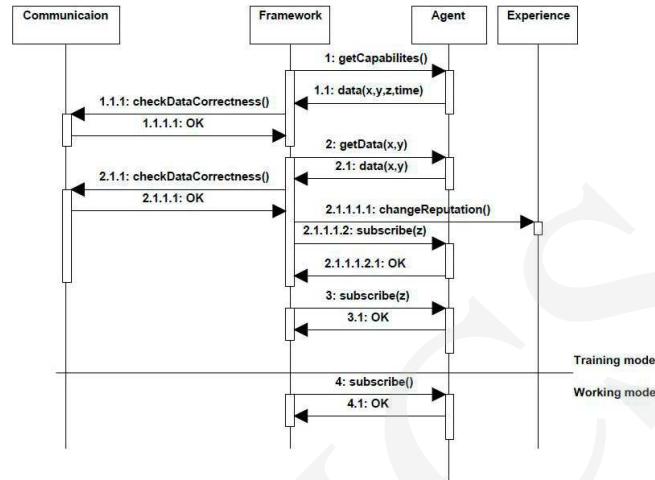 Communicaion
Framework
Agent
Experience
1: getCapabilites()
1.1: data(x,y,z,time)
1.1.1: checkDataCorrectness()
1.1.1.1: OK
2: getData(x,y)
2.1: data(x,y)
2.1.1: checkDataCorrectness()
2.1.1.1: OK
2.1.1.1.1: changeReputation()
2.1.1.1.2: subscribe(z)
2.1.1.1.2.1: OK
3: subscribe(z)
3.1: OK
Training mode
4: subscribe()
Working mode
4.1: OK